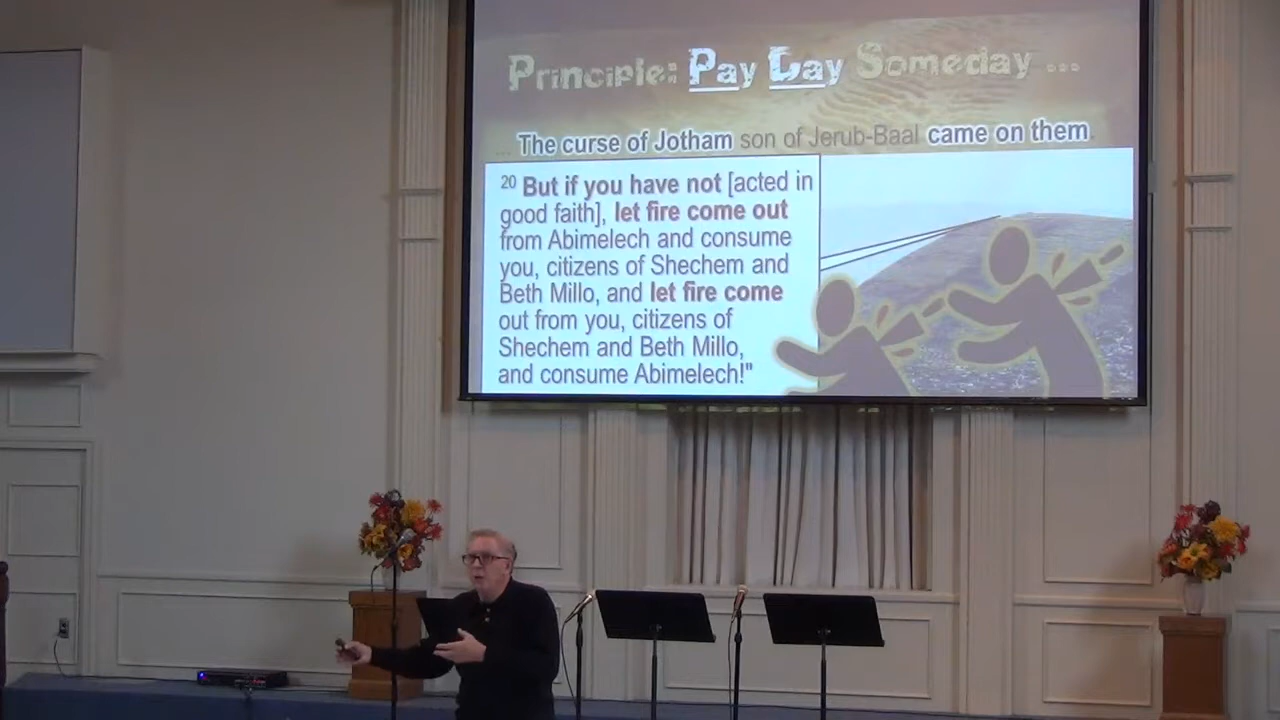 Principle: Pay Day Someday ...
... The curse of Jotham son of Jerub-Baal came on them.
20 But if you have not [acted in
good faith], let fire come out
from Abimelech and consume
you, citizens of Shechem and
Beth Millo, and let fire come
out from you, citizens of
Shechem and Beth Millo,
and consume Abimelech!"